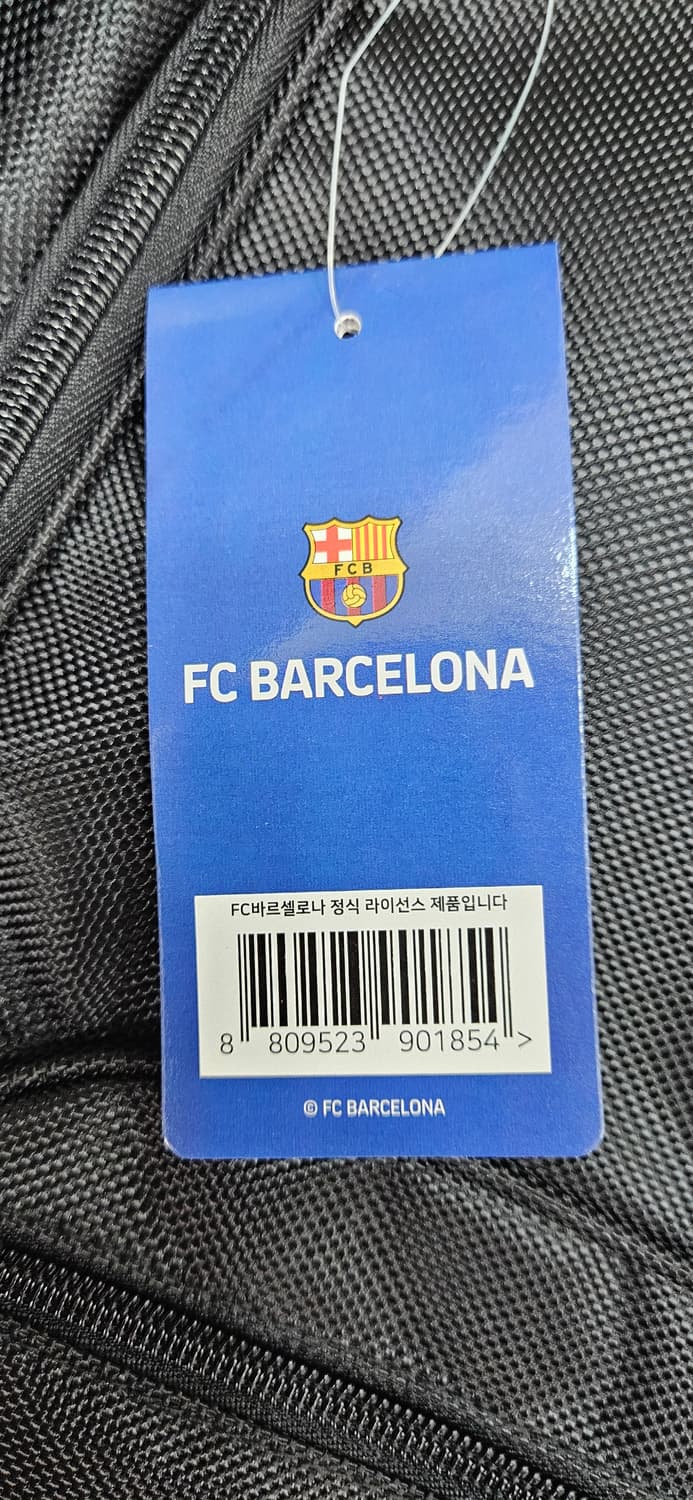 FCB
FC BARCELONA
FC바르셀로나 정식 라이선스 제품입니다
8 809523 901854 >
© FC BARCELONA